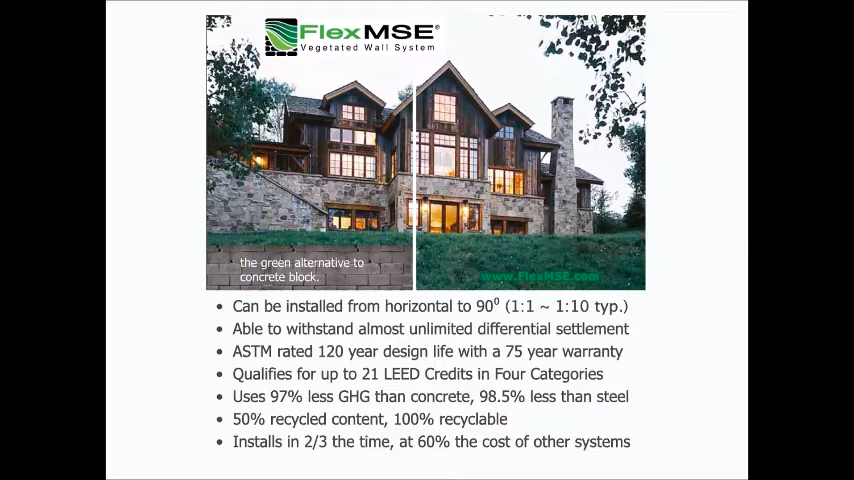 FlexMSE®
Vegetated Wall System
the green alternative to
concrete block.
www.FlexMSE.com
• Can be installed from horizontal to 90⁰ (1:1 ~ 1:10 typ.)
• Able to withstand almost unlimited differential settlement
• ASTM rated 120 year design life with a 75 year warranty
• Qualifies for up to 21 LEED Credits in Four Categories
• Uses 97% less GHG than concrete, 98.5% less than steel
• 50% recycled content, 100% recyclable
• Installs in 2/3 the time, at 60% the cost of other systems